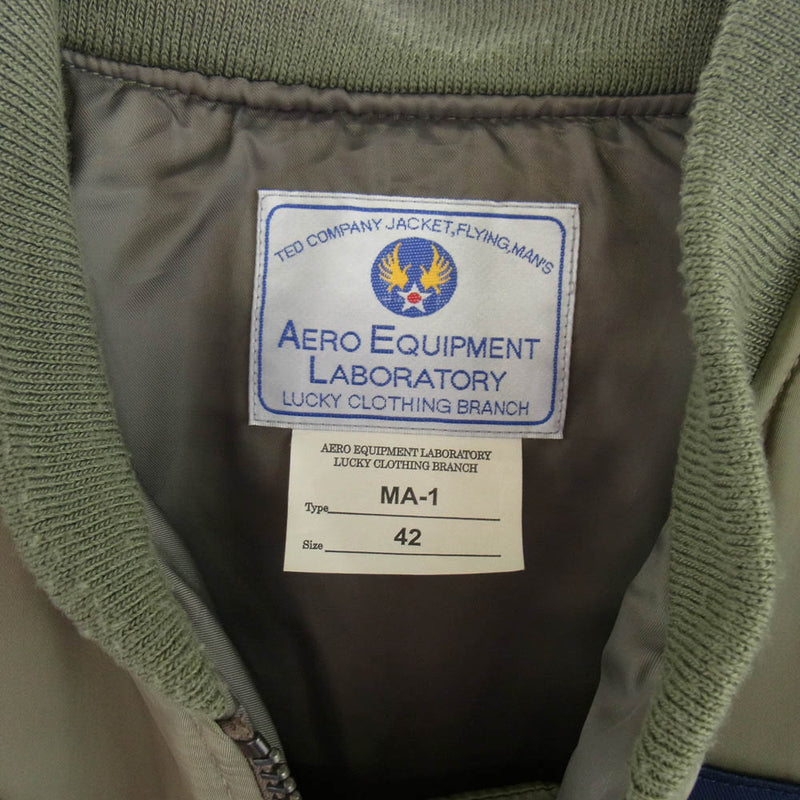 TED COMPANY JACKET,FLYING,MAN'S
AERO EQUIPMENT
LABORATORY
LUCKY CLOTHING BRANCH
AERO EQUIPMENT LABORATORY
LUCKY CLOTHING BRANCH
Type MA-1
Size 42